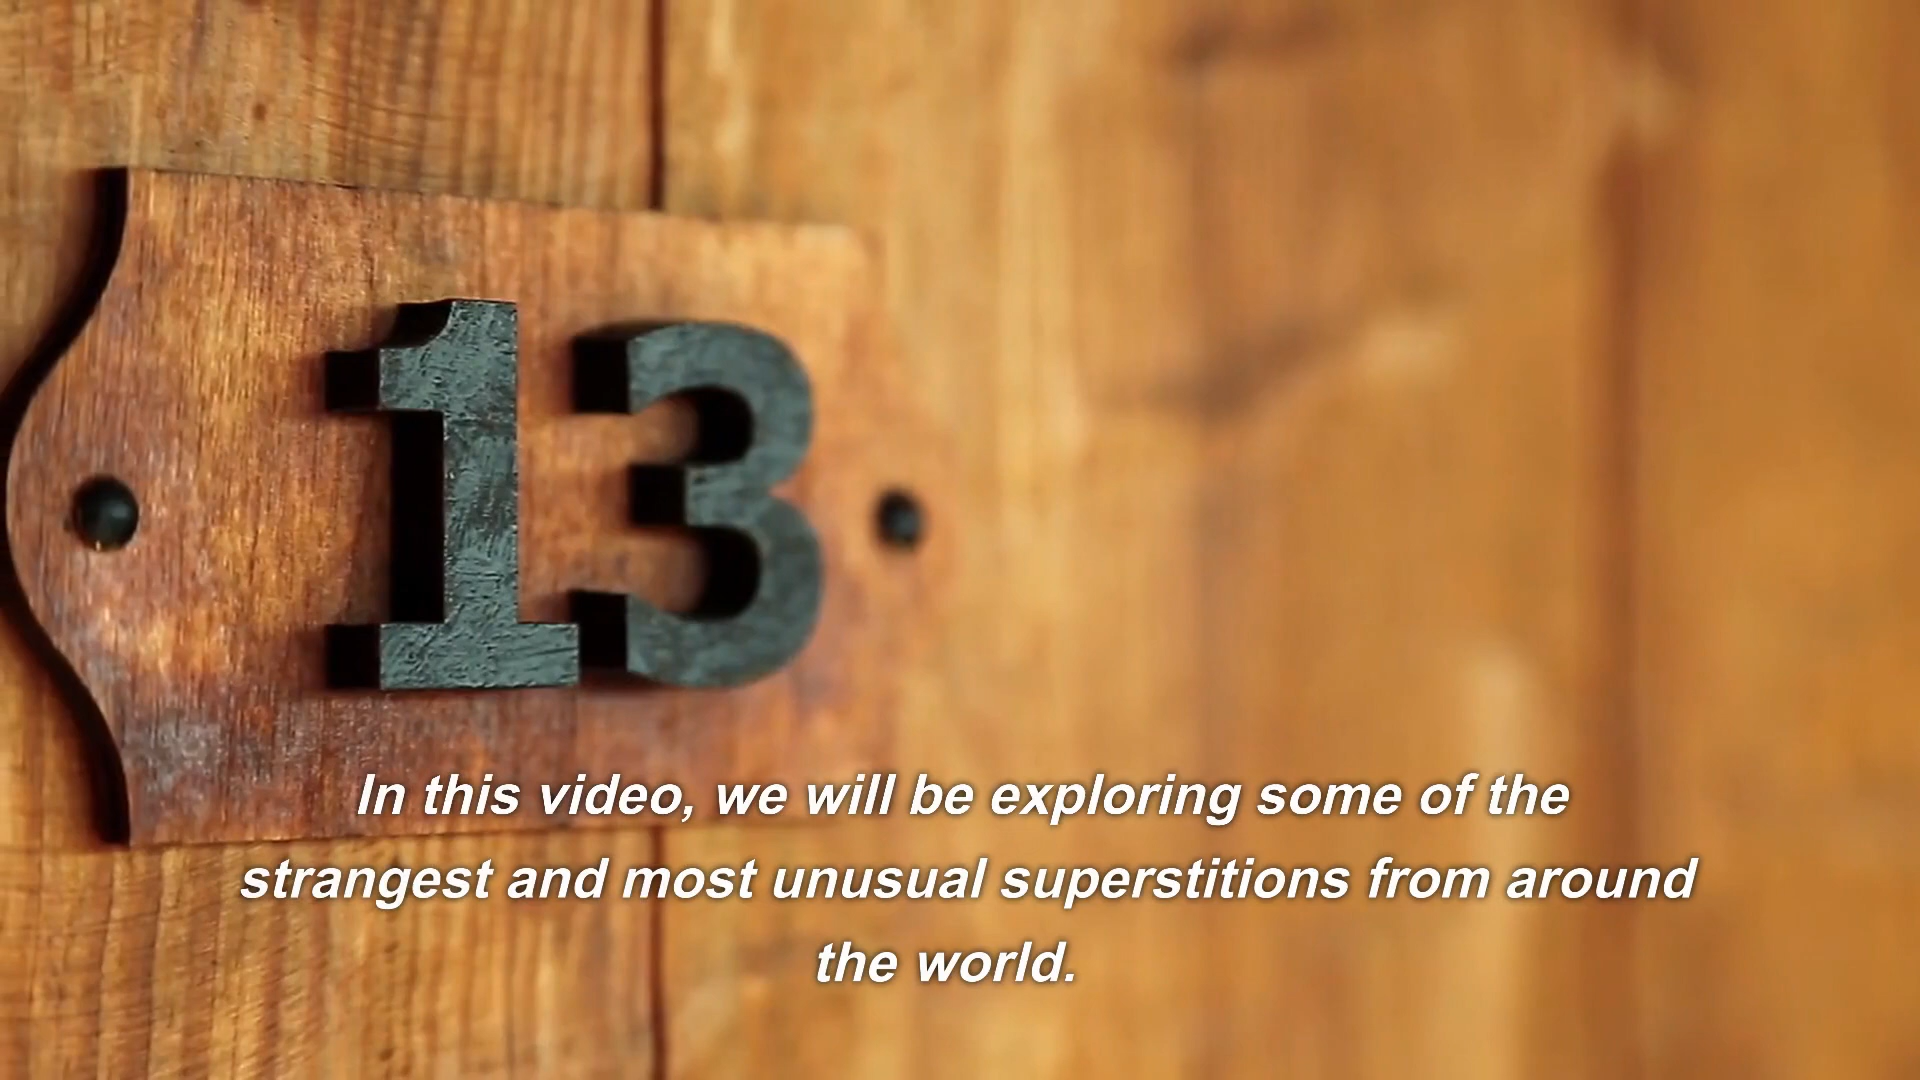 13
In this video, we will be exploring some of the
strangest and most unusual superstitions from around
the world.